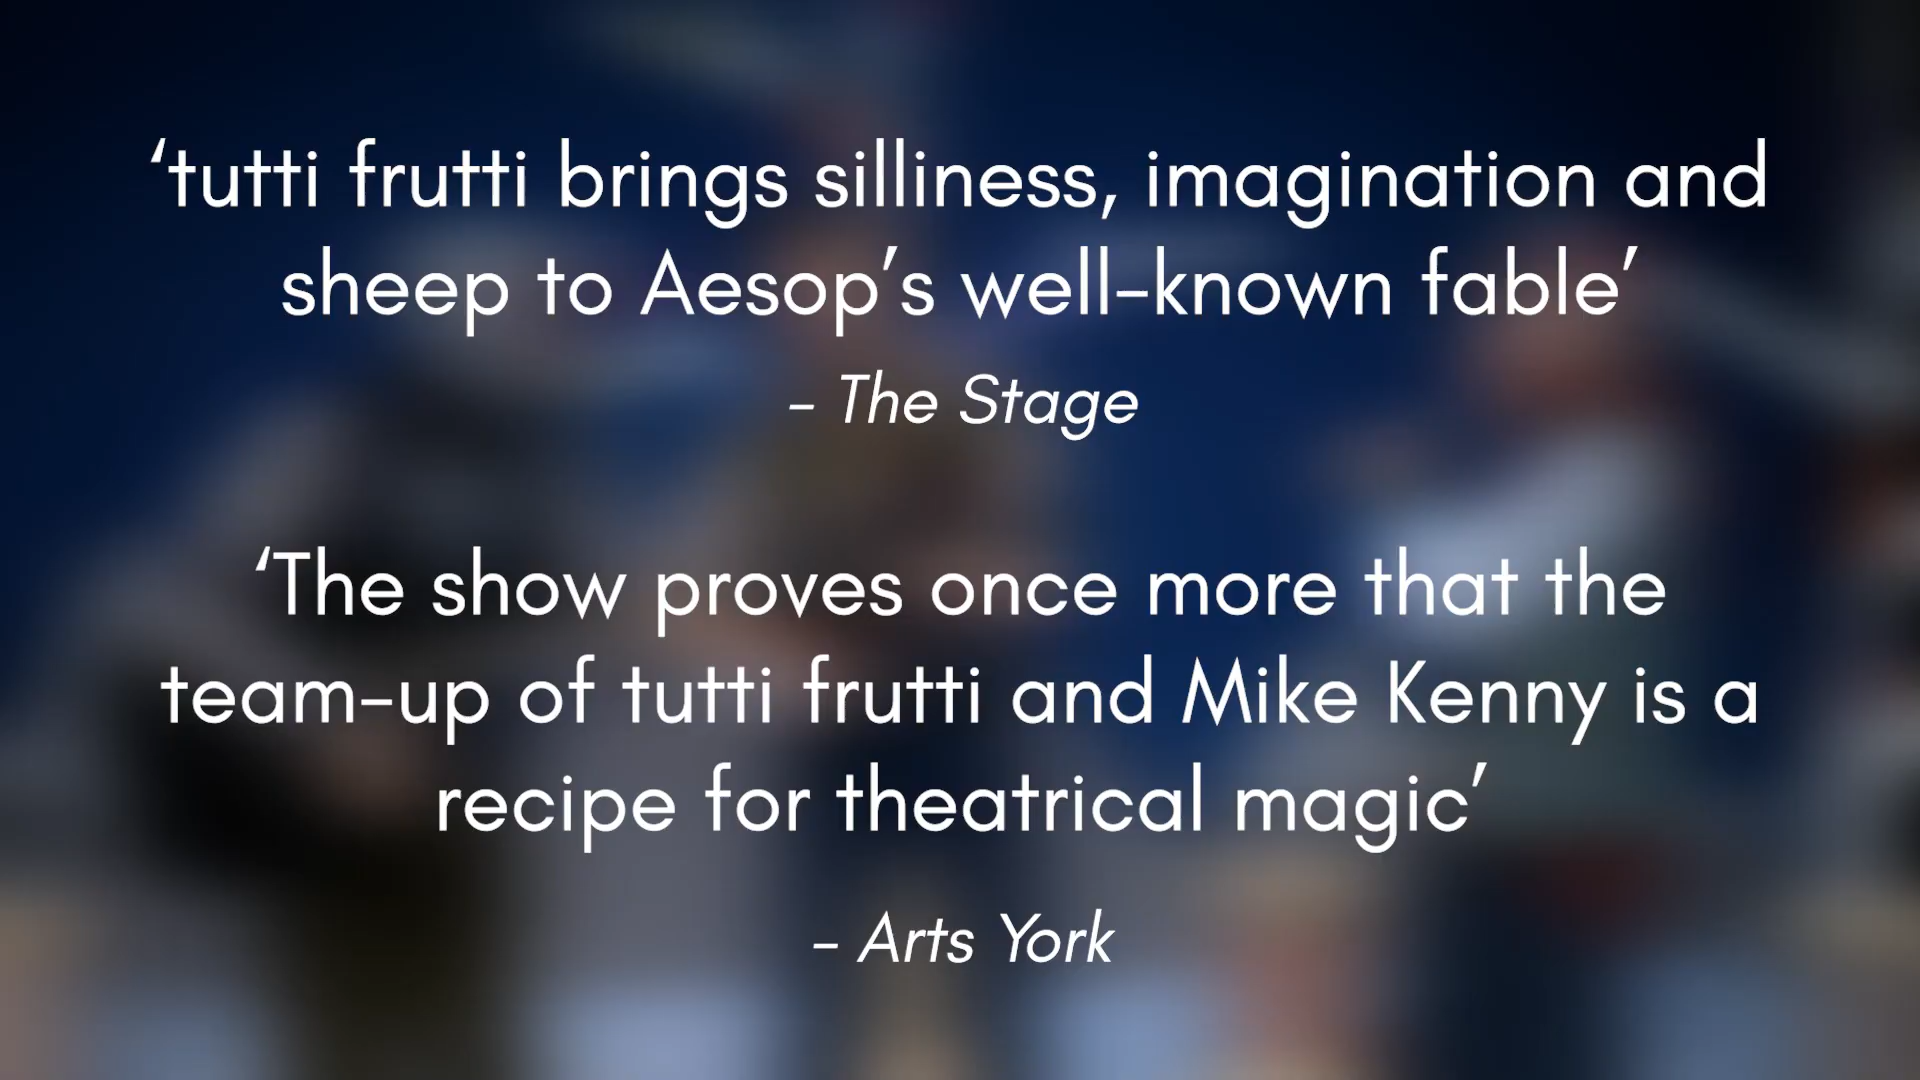 ‘tutti frutti brings silliness, imagination and
sheep to Aesop’s well-known fable’
- The Stage
‘The show proves once more that the
team-up of tutti frutti and Mike Kenny is a
recipe for theatrical magic’
- Arts York